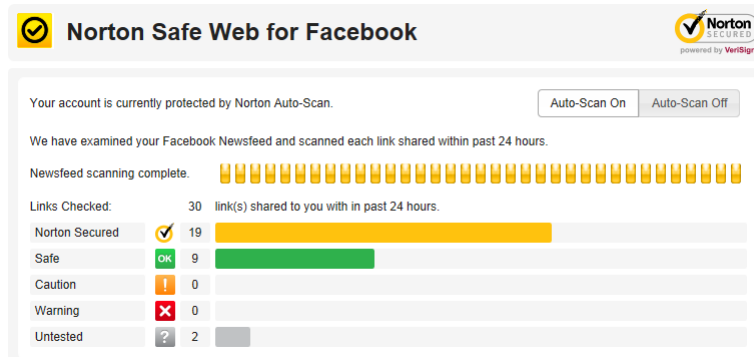 Norton Safe Web for Facebook
Norton
SECURED
powered by VeriSign
Your account is currently protected by Norton Auto-Scan.
Auto-Scan On
Auto-Scan Off
We have examined your Facebook Newsfeed and scanned each link shared within past 24 hours.
Newsfeed scanning complete.
Links Checked: 30 link(s) shared to you with in past 24 hours.
Norton Secured 19
Safe OK 9
Caution ! 0
Warning X 0
Untested ? 2